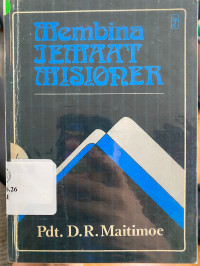 Membina
JEMAAT
MISIONER
Pdt. D.R. Maitimoe